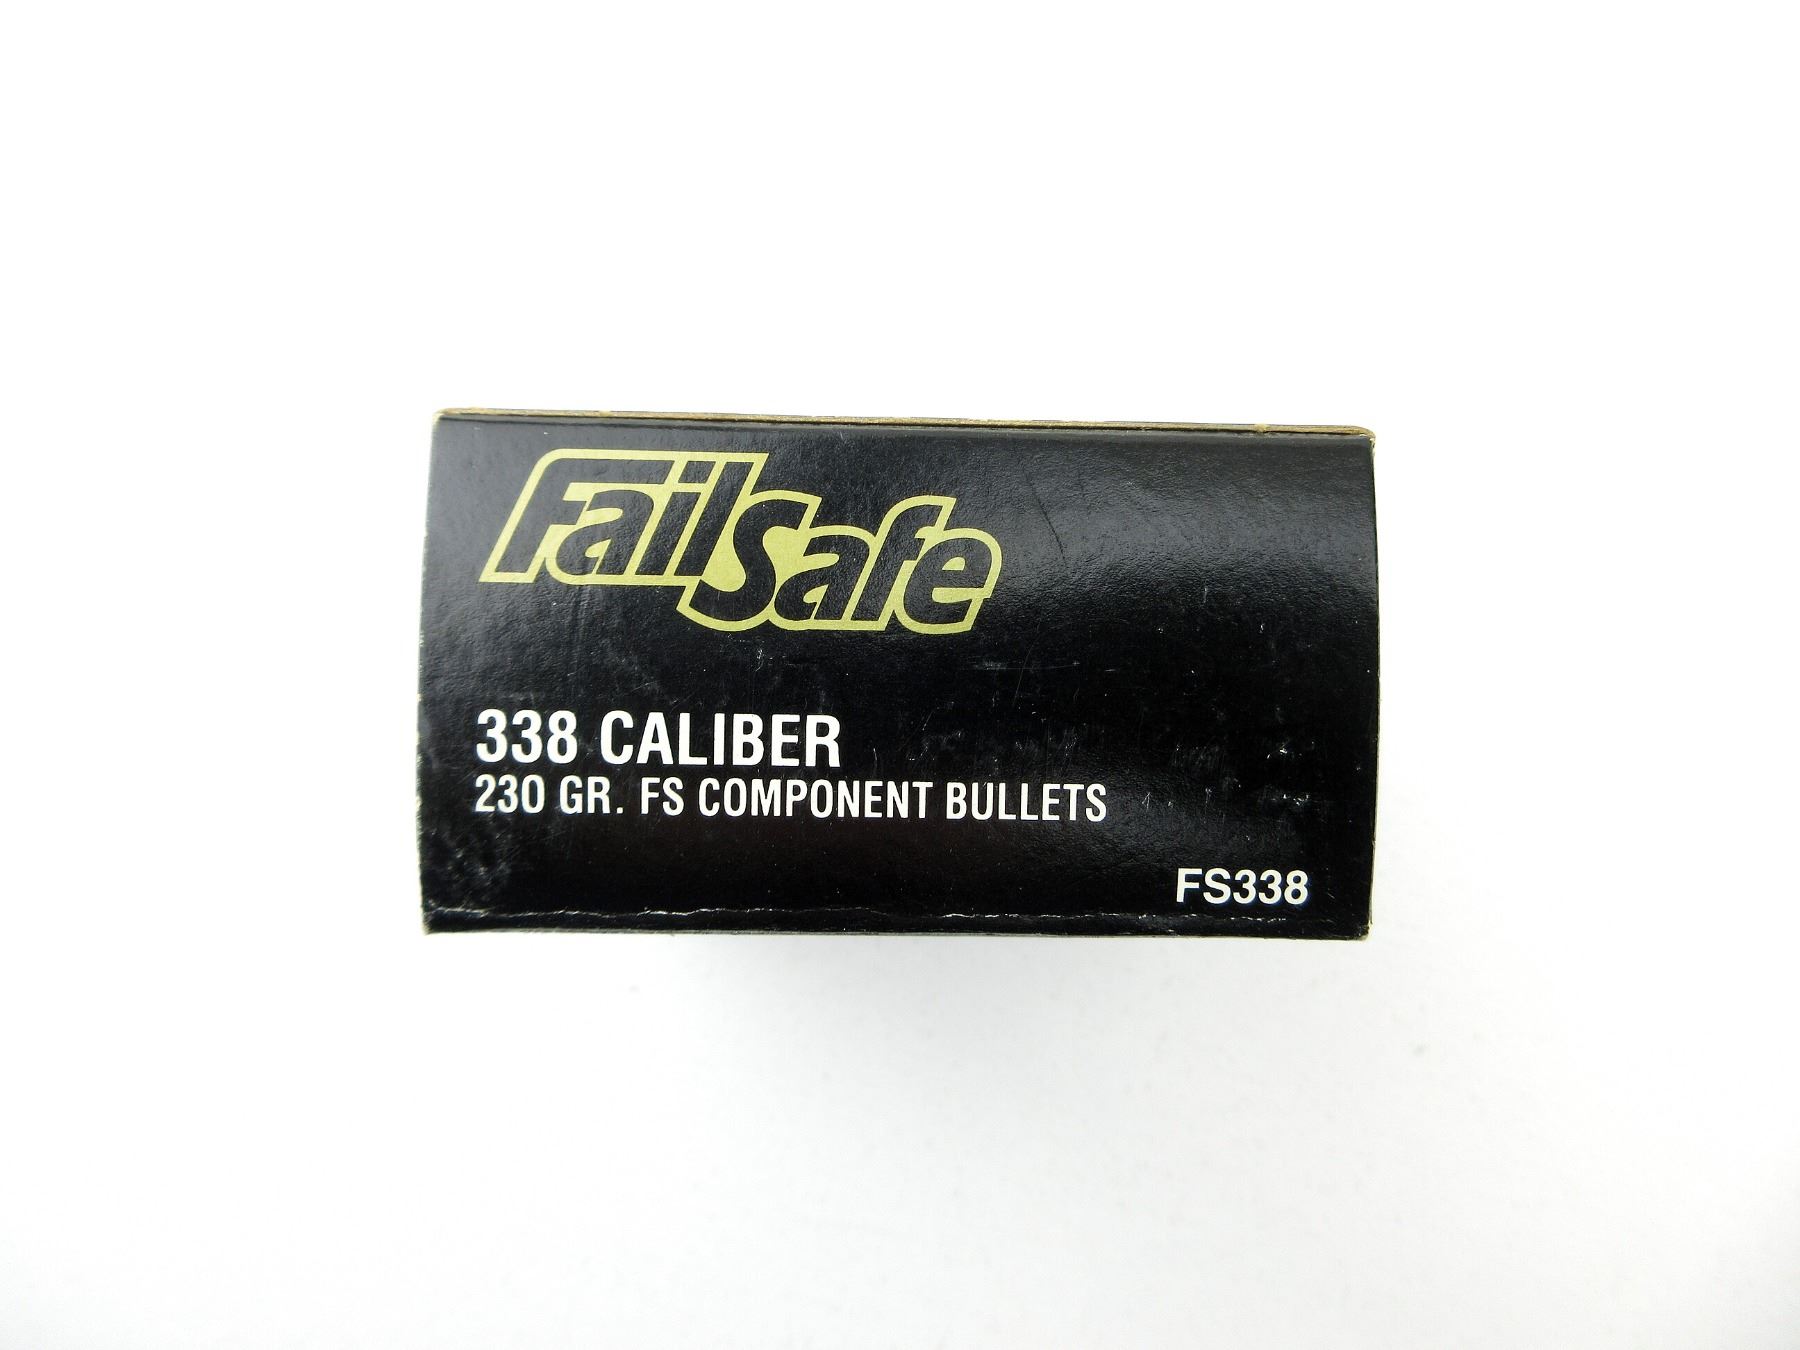 FailSafe
338 CALIBER
230 GR. FS COMPONENT BULLETS
FS338